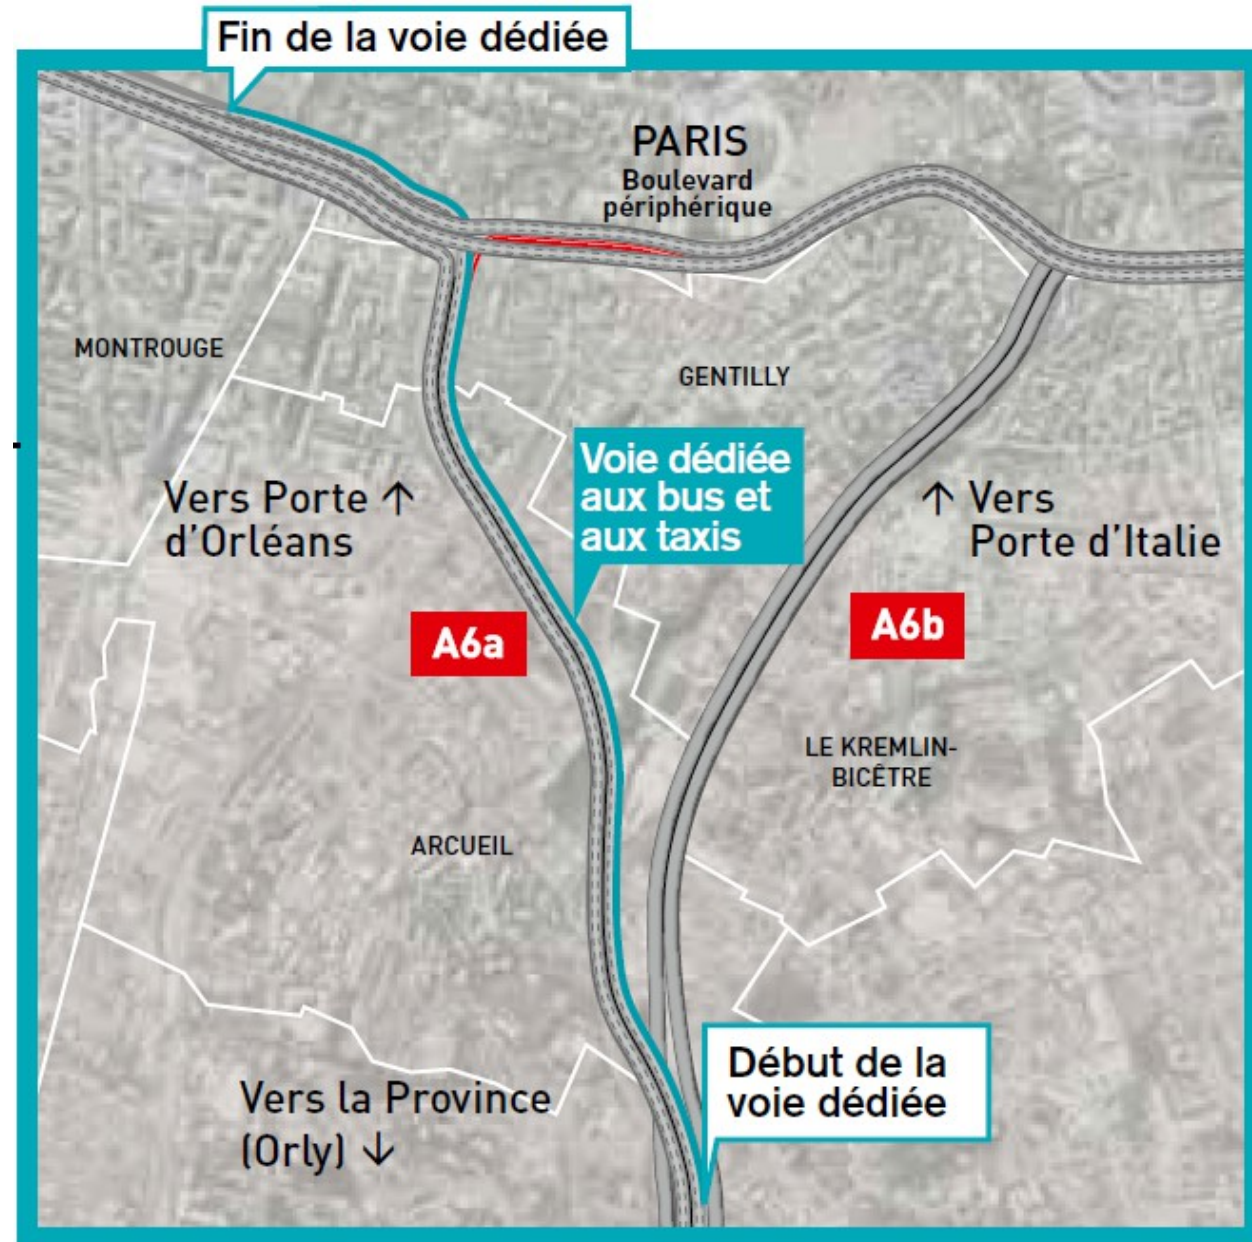 Fin de la voie dédiée
PARIS
Boulevard
périphérique
MONTROUGE
GENTILLY
Voie dédiée
aux bus et
aux taxis
Vers Porte ↑
d'Orléans
↑ Vers
Porte d'Italie
A6a
A6b
LE KREMLIN-
BICÊTRE
ARCUEIL
Début de la
voie dédiée
Vers la Province
(Orly) ↓